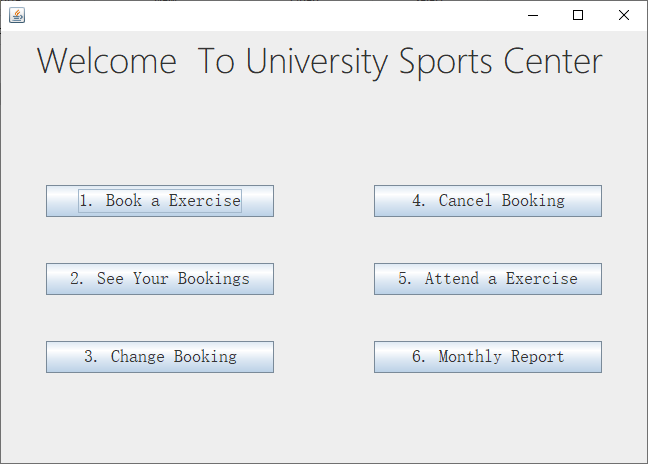 Welcome  To University Sports Center
1. Book a Exercise
4. Cancel Booking
2. See Your Bookings
5. Attend a Exercise
3. Change Booking
6. Monthly Report